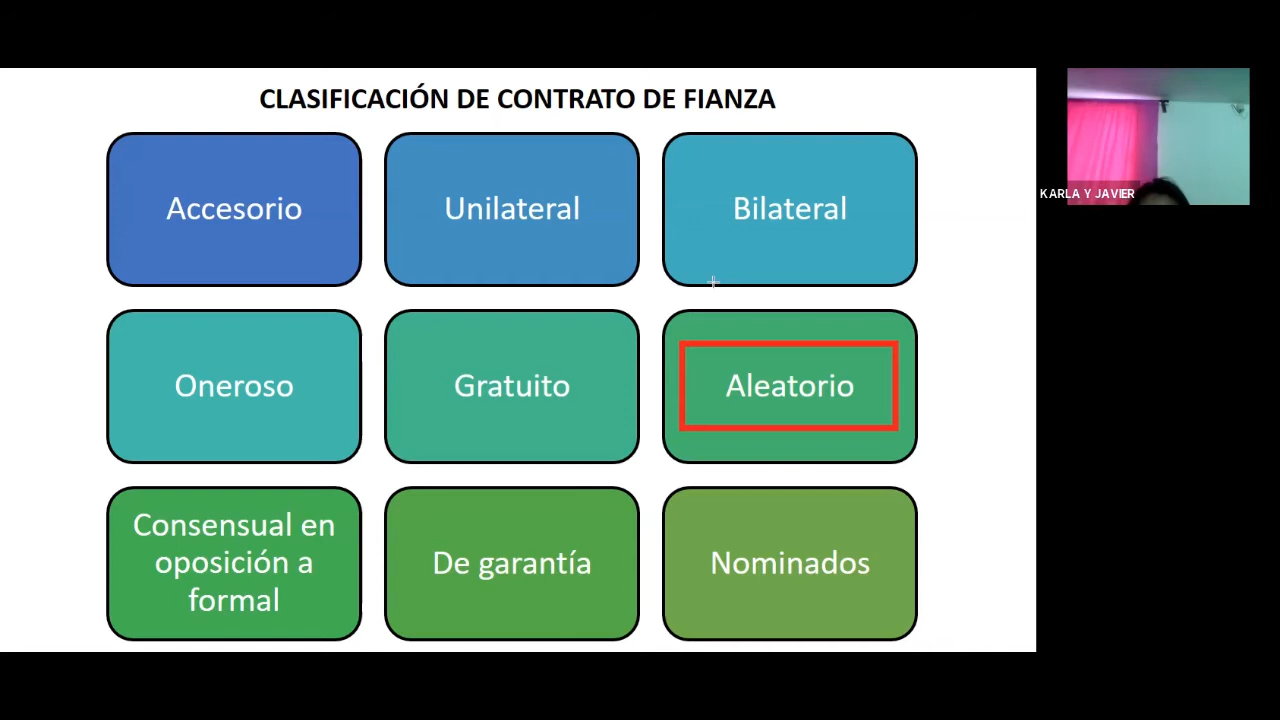 CLASIFICACIÓN DE CONTRATO DE FIANZA
Accesorio
Unilateral
Bilateral
KARLA Y JAVIER
Oneroso
Gratuito
Aleatorio
Consensual en
oposición a
formal
De garantía
Nominados